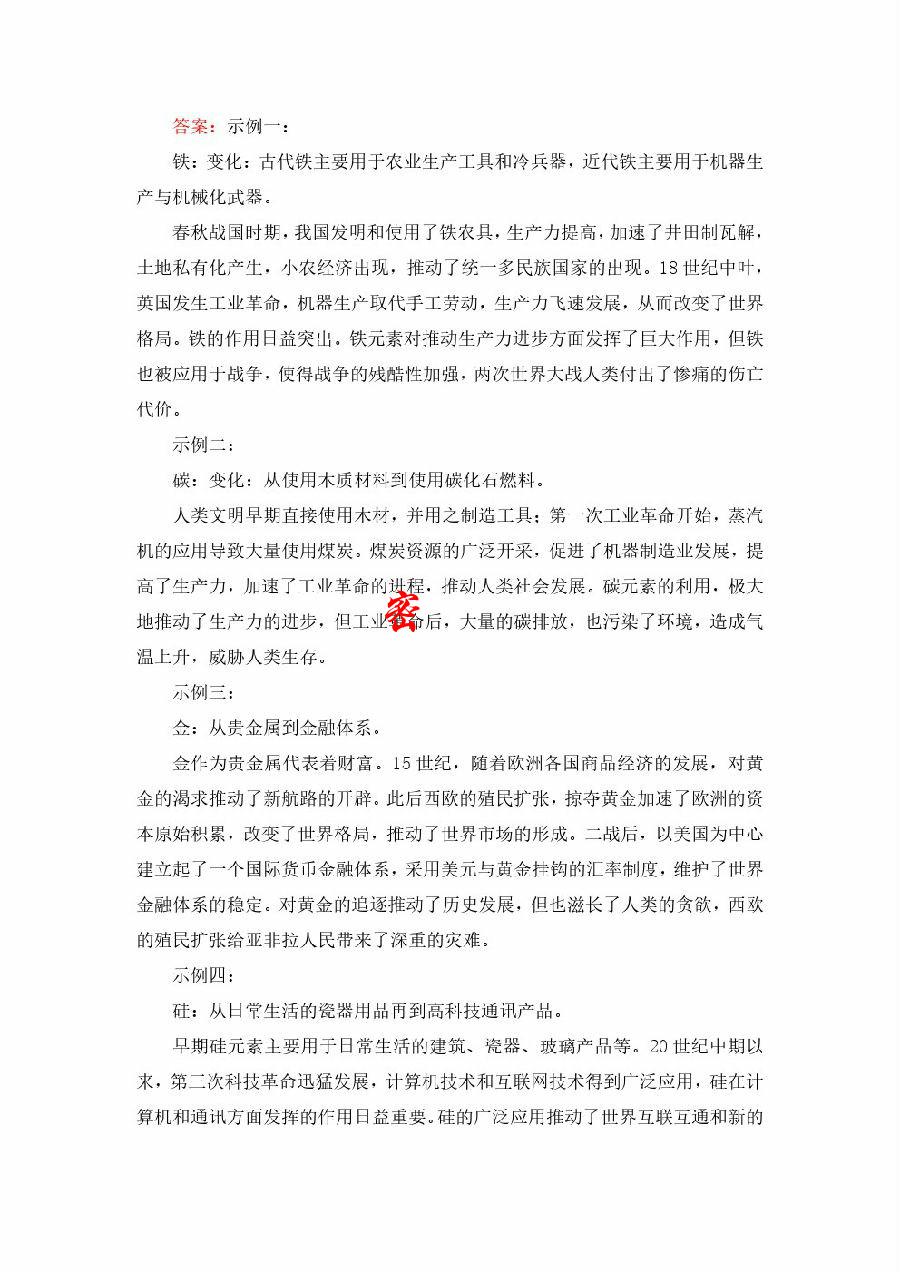 答案：示例一：
铁：变化：古代铁主要用于农业生产工具和冷兵器，近代铁主要用于机器生
产与机械化武器。
春秋战国时期，我国发明和使用了铁农具，生产力提高，加速了井田制瓦解，
土地私有化产生，小农经济出现，推动了统一多民族国家的出现。18世纪中叶，
英国发生工业革命，机器生产取代手工劳动，生产力飞速发展，从而改变了世界
格局。铁的作用日益突出。铁元素对推动生产力进步方面发挥了巨大作用，但铁
也被应用于战争，使得战争的残酷性加强，两次世界大战人类付出了惨痛的伤亡
代价。
示例二：
碳：变化：从使用木质材料到使用碳化石燃料。
人类文明早期直接使用木材，并用之制造工具；第一次工业革命开始，蒸汽
机的应用导致大量使用煤炭。煤炭资源的广泛开采，促进了机器制造业发展，提
高了生产力，加速了工业革命的进程，推动人类社会发展。碳元素的利用，极大
地推动了生产力的进步，但工业革命后，大量的碳排放，也污染了环境，造成气
温上升，威胁人类生存。
密
示例三：
金：从贵金属到金融体系。
金作为贵金属代表着财富。15世纪，随着欧洲各国商品经济的发展，对黄
金的渴求推动了新航路的开辟。此后西欧的殖民扩张，掠夺黄金加速了欧洲的资
本原始积累，改变了世界格局，推动了世界市场的形成。二战后，以美国为中心
建立起了一个国际货币金融体系，采用美元与黄金挂钩的汇率制度，维护了世界
金融体系的稳定。对黄金的追逐推动了历史发展，但也滋长了人类的贪欲，西欧
的殖民扩张给亚非拉人民带来了深重的灾难。
示例四：
硅：从日常生活的瓷器用品再到高科技通讯产品。
早期硅元素主要用于日常生活的建筑、瓷器、玻璃产品等。20世纪中期以
来，第三次科技革命迅猛发展，计算机技术和互联网技术得到广泛应用，硅在计
算机和通讯方面发挥的作用日益重要。硅的广泛应用推动了世界互联互通和新的